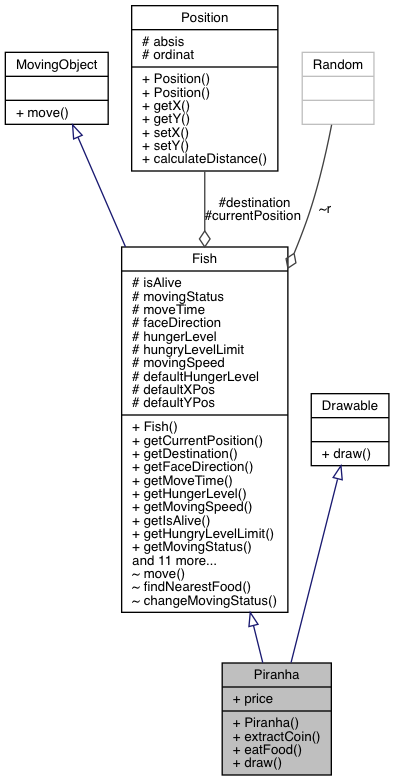 Position
# absis
# ordinat
+ Position()
+ Position()
+ getX()
+ getY()
+ setX()
+ setY()
+ calculateDistance()
MovingObject
+ move()
Random
#destination
#currentPosition
~r
Fish
# isAlive
# movingStatus
# moveTime
# faceDirection
# hungerLevel
# hungryLevelLimit
# movingSpeed
# defaultHungerLevel
# defaultXPos
# defaultYPos
+ Fish()
+ getCurrentPosition()
+ getDestination()
+ getFaceDirection()
+ getMoveTime()
+ getHungerLevel()
+ getMovingSpeed()
+ getIsAlive()
+ getHungryLevelLimit()
+ getMovingStatus()
and 11 more...
~ move()
~ findNearestFood()
~ changeMovingStatus()
Drawable
+ draw()
Piranha
+ price
+ Piranha()
+ extractCoin()
+ eatFood()
+ draw()